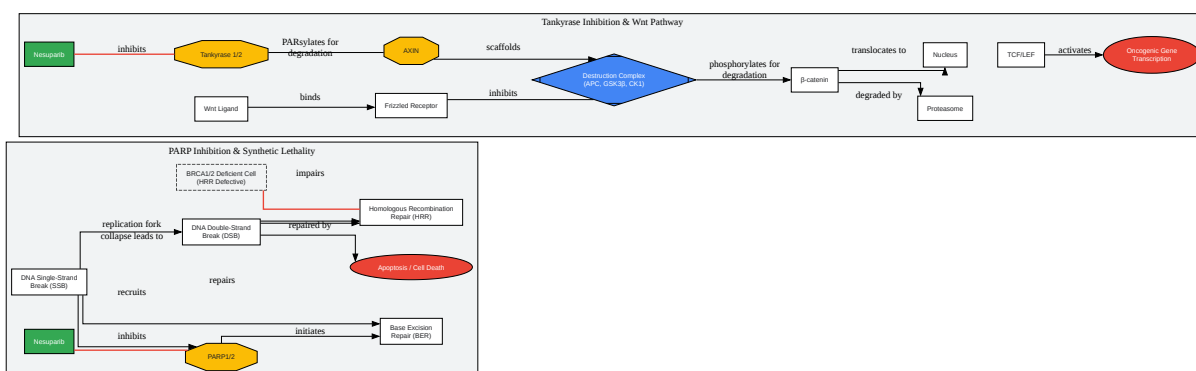 Tankyrase Inhibition & Wnt Pathway
Nesuparib
inhibits
Tankyrase 1/2
PARsylates for
degradation
AXIN
scaffolds
Destruction Complex
(APC, GSK3β, CK1)
phosphorylates for
degradation
β-catenin
translocates to
Nucleus
degraded by
Proteasome
TCF/LEF
activates
Oncogenic Gene
Transcription
Wnt Ligand
binds
Frizzled Receptor
inhibits
PARP Inhibition & Synthetic Lethality
BRCA1/2 Deficient Cell
(HRR Defective)
impairs
Homologous Recombination
Repair (HRR)
replication fork
collapse leads to
DNA Double-Strand
Break (DSB)
repaired by
Apoptosis / Cell Death
DNA Single-Strand
Break (SSB)
repairs
recruits
Base Excision
Repair (BER)
initiates
Nesuparib
inhibits
PARP1/2